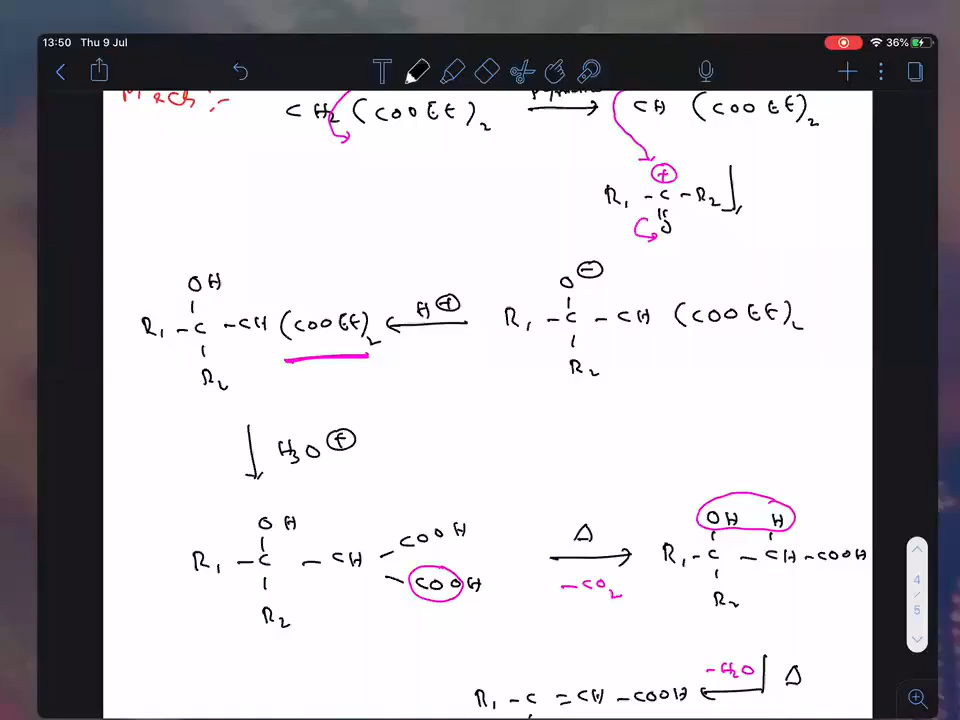 13:50 Thu 9 Jul 36%
T
Mech :-
CH2 (COOEt)2 CH (COOEt)2
+
R1 - C - R2
O
OH O -
R1 - C - CH (COOEt)2 H+ R1 - C - CH (COOEt)2
R2 R2
H3O+
OH COOH Δ OH H
R1 - C - CH COOH - CO2 R1 - C - CH - COOH
R2 R2
4/5
- H2O Δ
R1 - C = CH - COOH